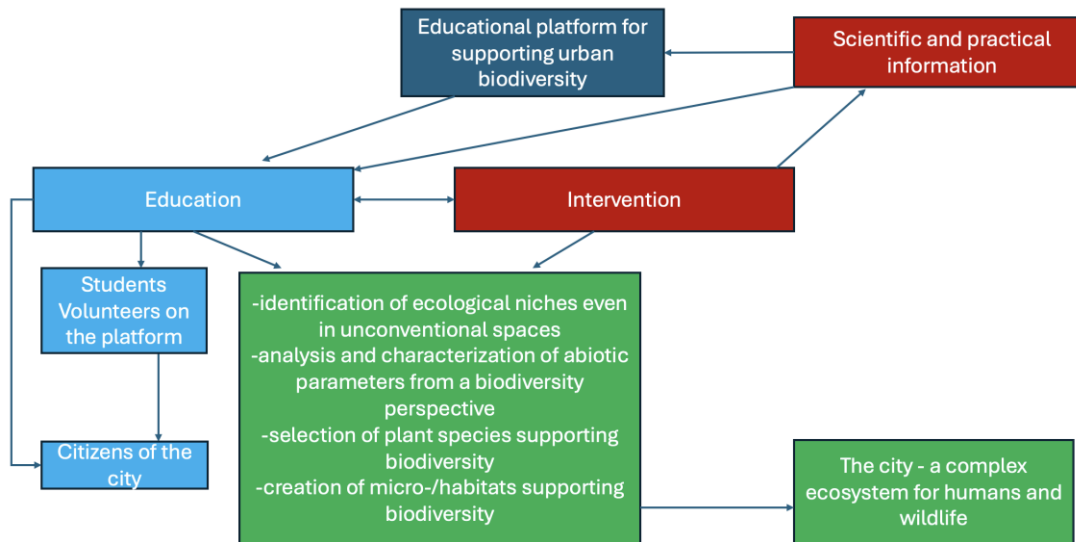 Educational platform for
supporting urban
biodiversity
Scientific and practical
information
Education
Intervention
Students
Volunteers on
the platform
Citizens of the
city
-identification of ecological niches even
in unconventional spaces
-analysis and characterization of abiotic
parameters from a biodiversity
perspective
-selection of plant species supporting
biodiversity
-creation of micro-/habitats supporting
biodiversity
The city - a complex
ecosystem for humans and
wildlife